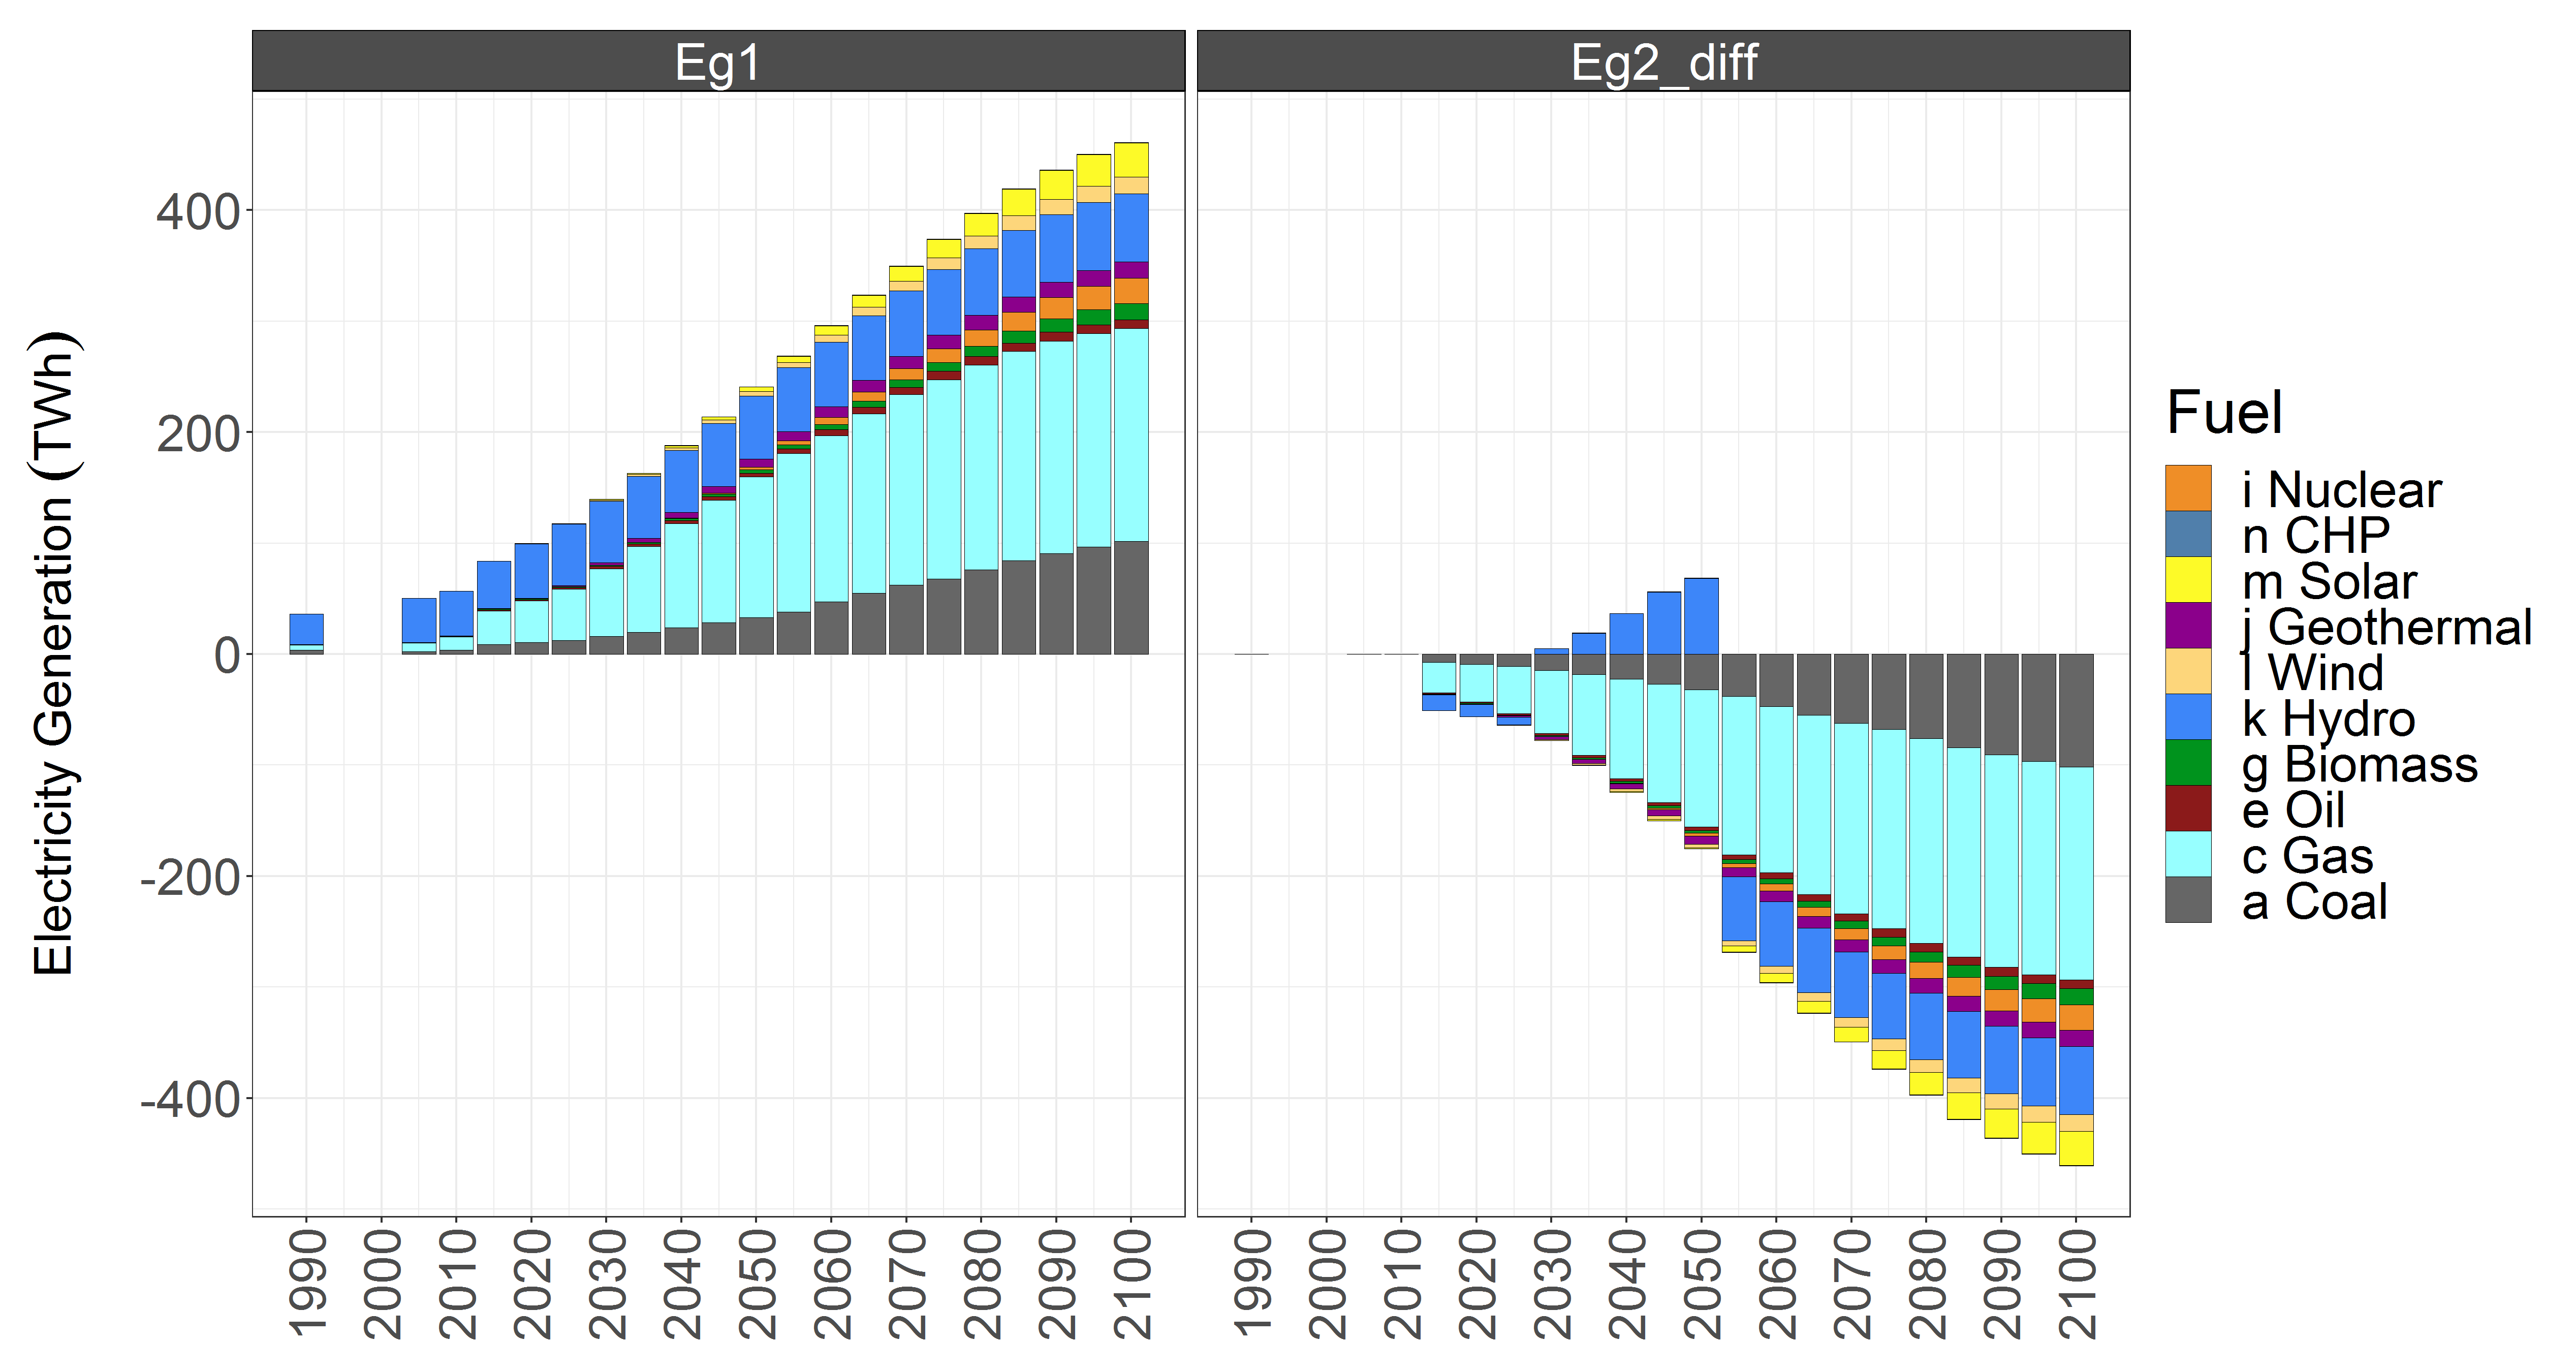 Eg1
Eg2_diff
Electricity Generation (TWh)
400
200
0
-200
-400
1990
2000
2010
2020
2030
2040
2050
2060
2070
2080
2090
2100
1990
2000
2010
2020
2030
2040
2050
2060
2070
2080
2090
2100
Fuel
i Nuclear
n CHP
m Solar
j Geothermal
l Wind
k Hydro
g Biomass
e Oil
c Gas
a Coal